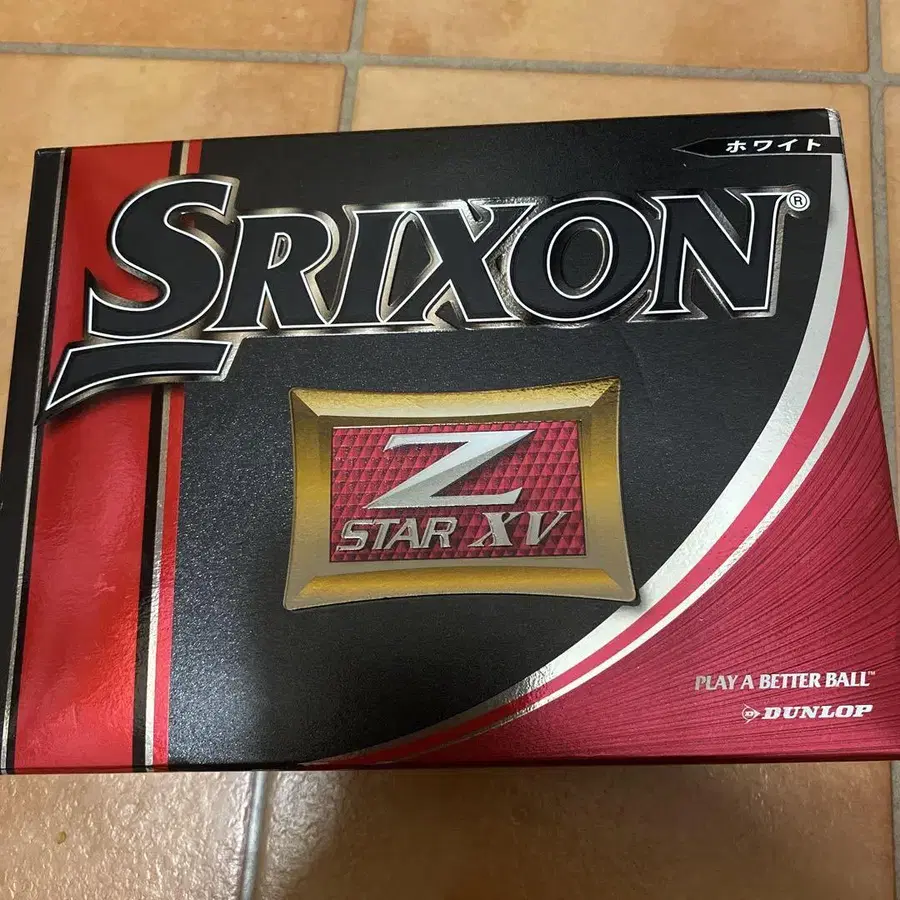 ホワイト
SRIXON®
Z
STAR XV
PLAY A BETTER BALL™
DUNLOP